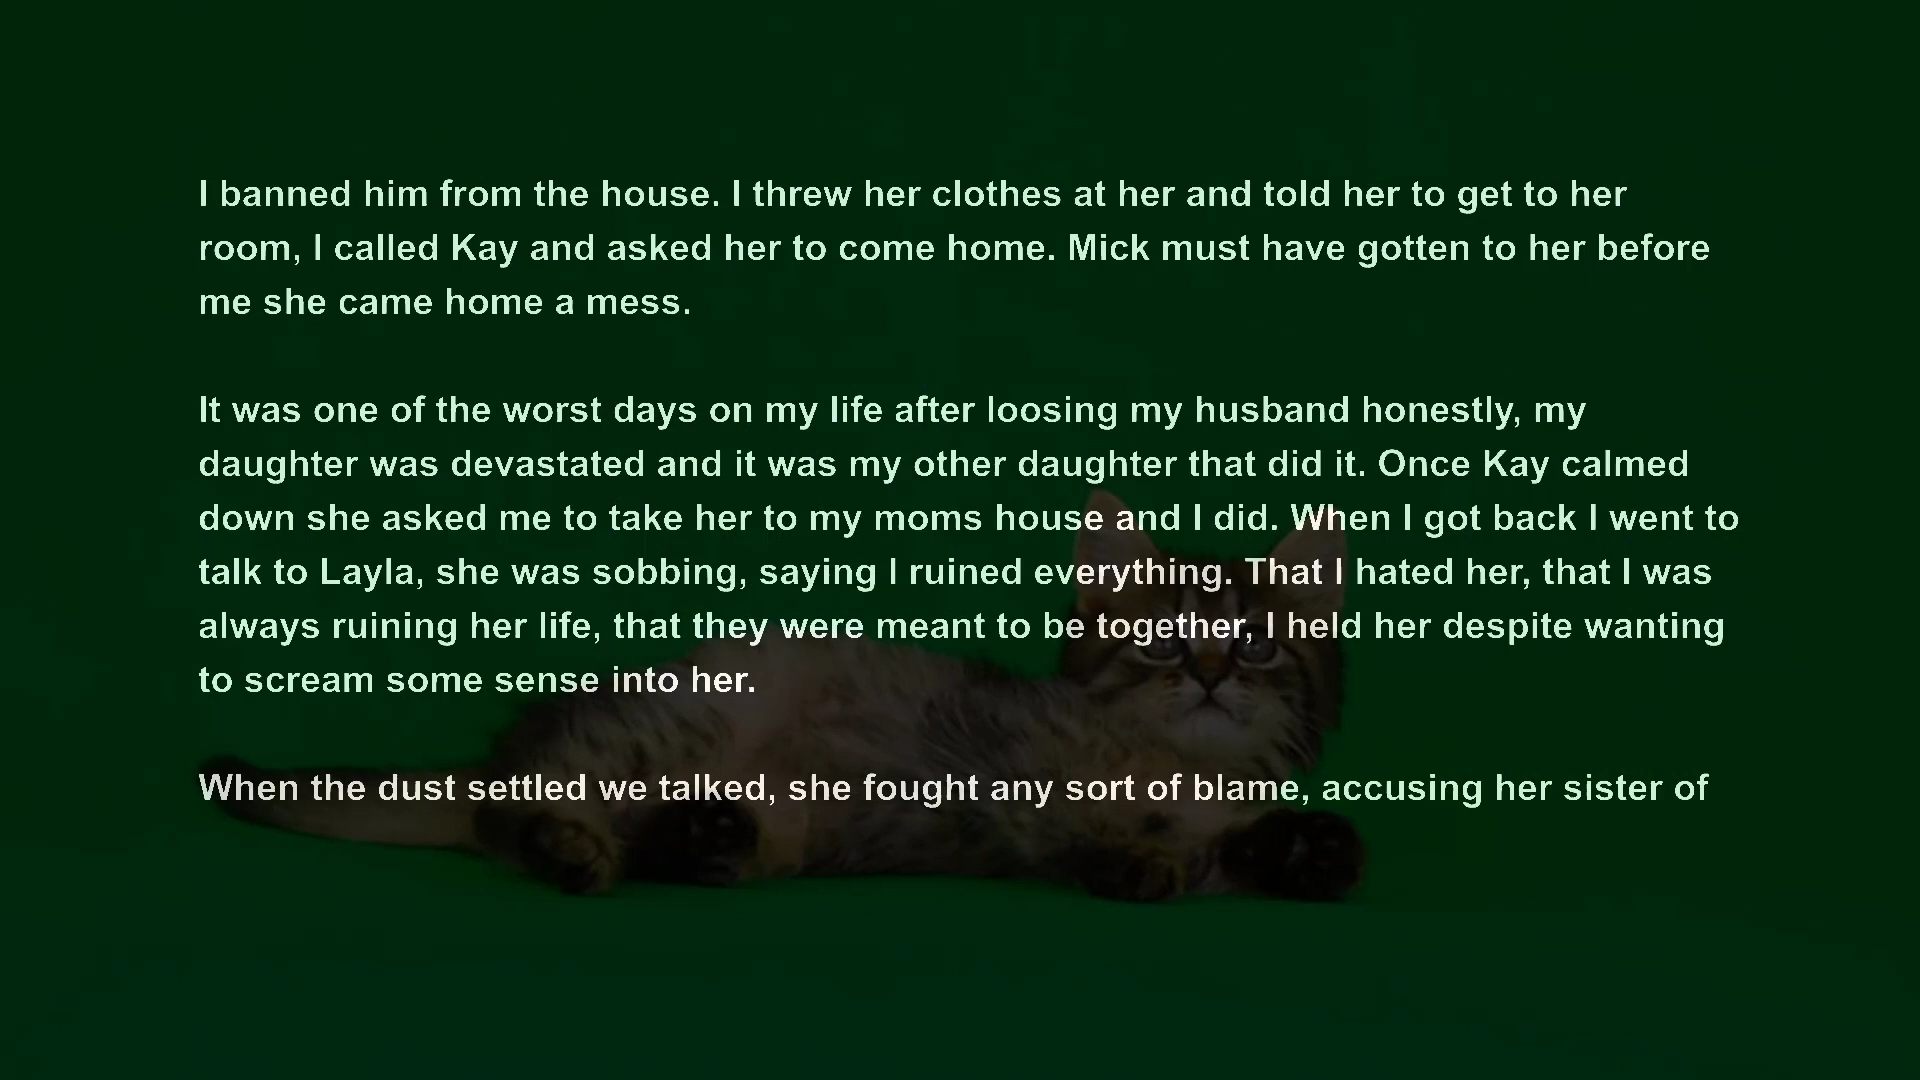 I banned him from the house. I threw her clothes at her and told her to get to her
room, I called Kay and asked her to come home. Mick must have gotten to her before
me she came home a mess.
It was one of the worst days on my life after loosing my husband honestly, my
daughter was devastated and it was my other daughter that did it. Once Kay calmed
down she asked me to take her to my moms house and I did. When I got back I went to
talk to Layla, she was sobbing, saying I ruined everything. That I hated her, that I was
always ruining her life, that they were meant to be together, I held her despite wanting
to scream some sense into her.
When the dust settled we talked, she fought any sort of blame, accusing her sister of